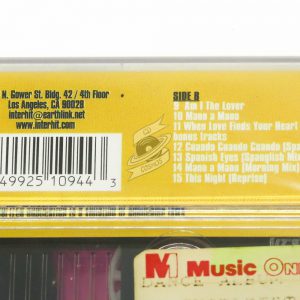 N. Gower St. Bldg. 42 / 4th Floor
Los Angeles, CA 90028
interhit@earthlink.net
www.interhit.com
49925 10944 3
SIDE B
9 Am I The Lover
10 Mano a Mano
11 When Love Finds Your Heart
bonus tracks
12 Cuando Cuando Cuando (Spa
13 Spanish Eyes (Spanglish Mix
14 Mano a Mano (Morning Mix)
15 This Night (Reprise)
M Music One
DANCE ALBUM